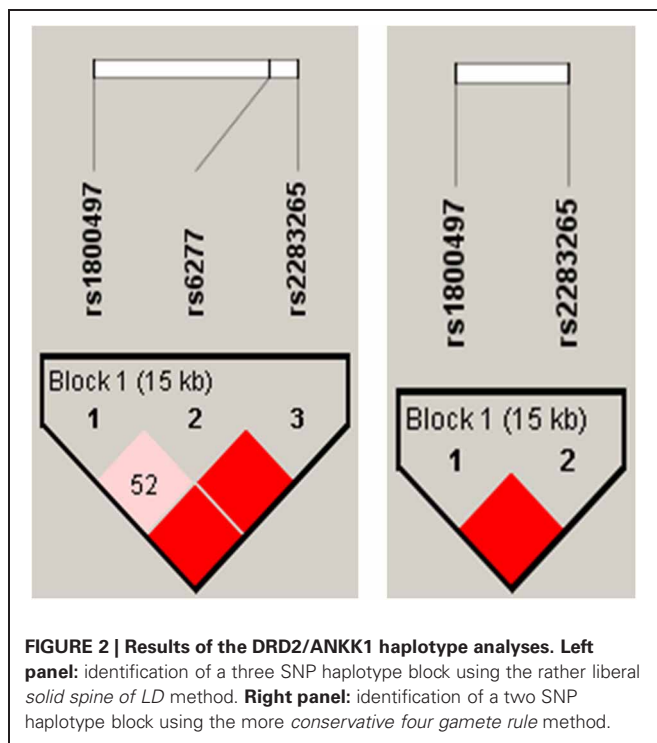 rs1800497
rs6277
rs2283265
Block 1 (15 kb)
1 2 3
52
rs1800497
rs2283265
Block 1 (15 kb)
1 2
FIGURE 2 | Results of the DRD2/ANKK1 haplotype analyses. Left
panel: identification of a three SNP haplotype block using the rather liberal
solid spine of LD method. Right panel: identification of a two SNP
haplotype block using the more conservative four gamete rule method.